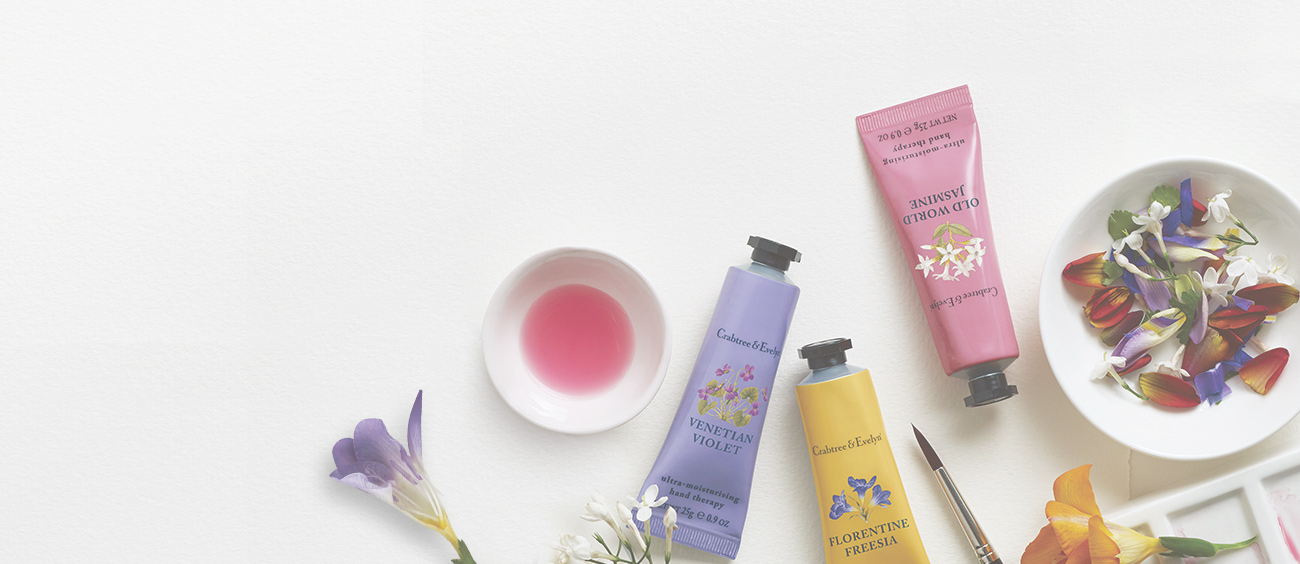 Crabtree & Evelyn
VENETIAN
VIOLET
ultra-moisturising
hand therapy
25g ℮ 0.9 OZ
Crabtree & Evelyn
FLORENTINE
FREESIA
Crabtree & Evelyn
OLD WORLD
JASMINE
ultra-moisturising
hand therapy
NET WT 25g ℮ 0.9 OZ